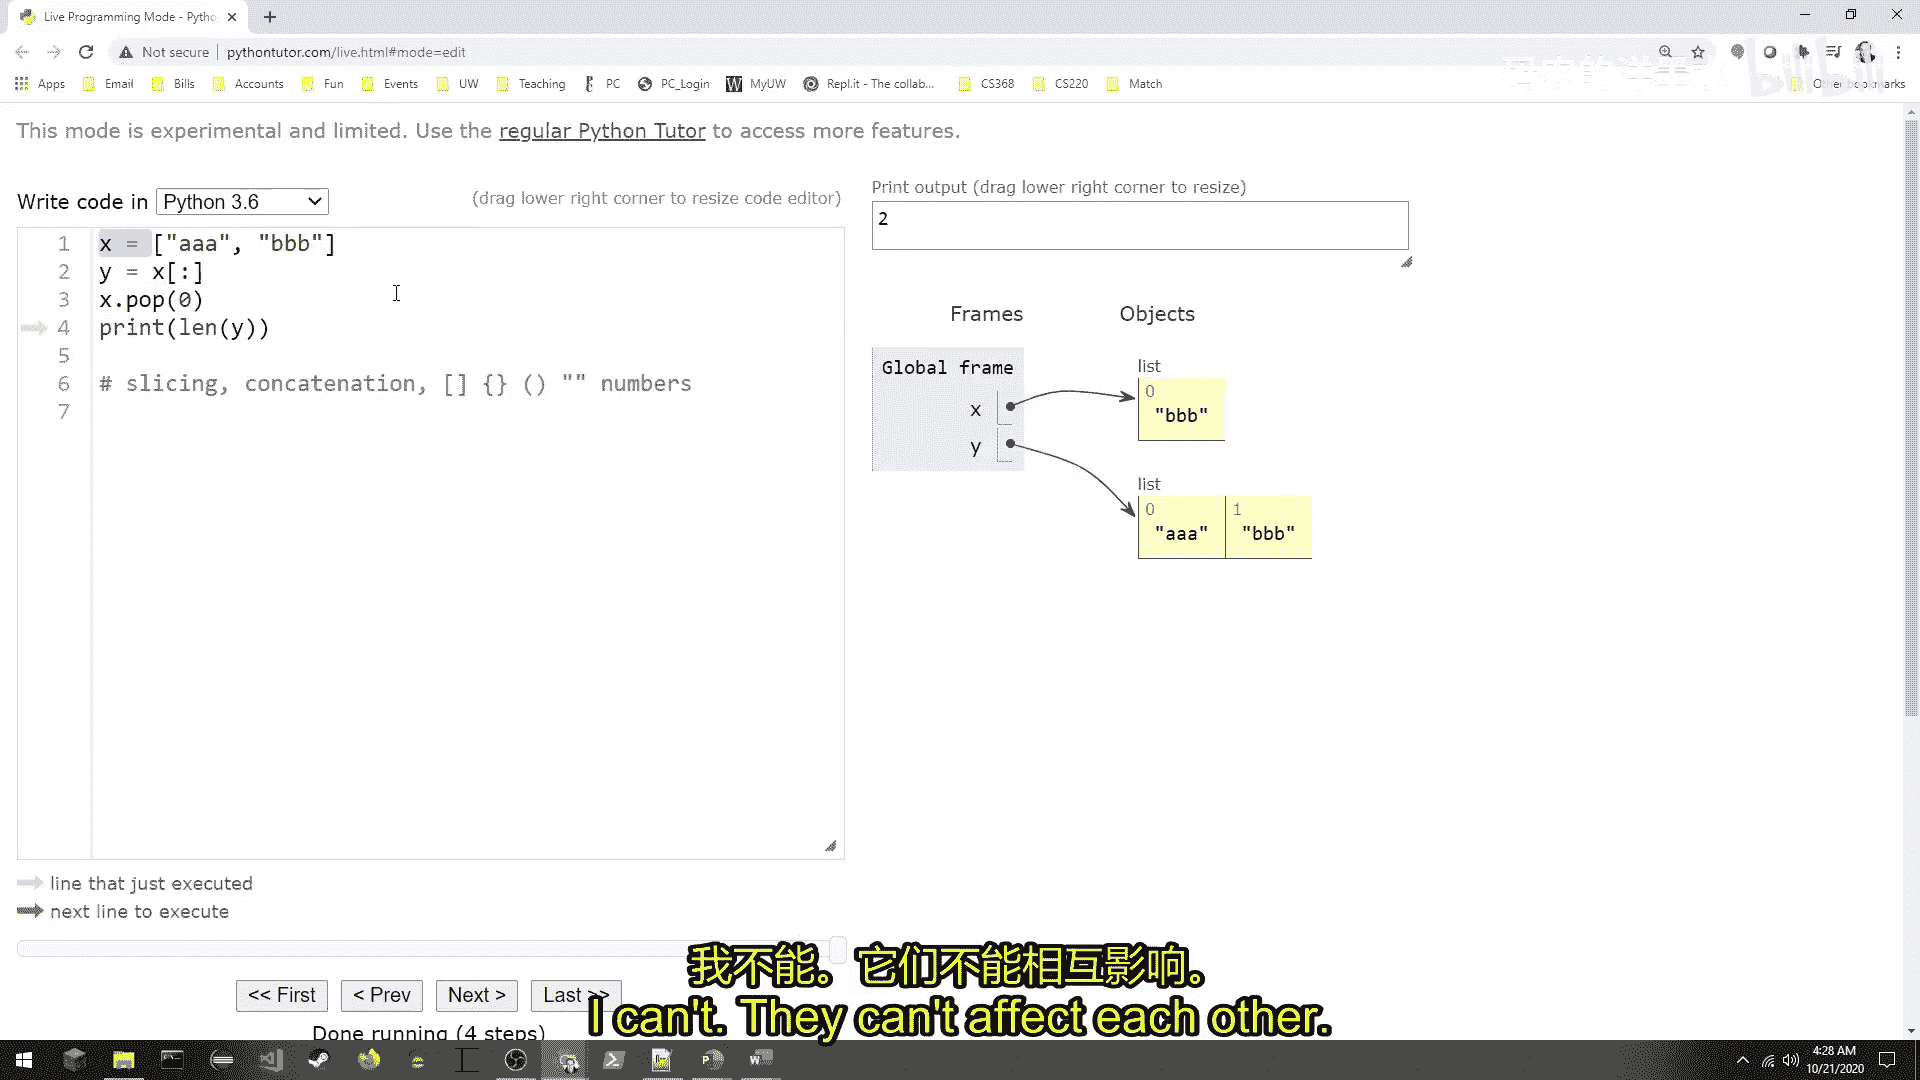 Live Programming Mode - Pytho
Not secure
pythontutor.com/live.html#mode=edit
Apps
Email
Bills
Accounts
Fun
Events
UW
Teaching
PC
PC_Login
MyUW
Repl.it - The collab...
CS368
CS220
Match
Other bookmarks
This mode is experimental and limited. Use the regular Python Tutor to access more features.
Write code in Python 3.6
(drag lower right corner to resize code editor)
1 x = ["aaa", "bbb"]
2 y = x[:]
3 x.pop(0)
4 print(len(y))
5
6 # slicing, concatenation, [] {} () "" numbers
7
line that just executed
next line to execute
<< First
< Prev
Next >
Last >>
Done running (4 steps)
Print output (drag lower right corner to resize)
2
Frames
Objects
Global frame
x
y
list
0
"bbb"
list
0
1
"aaa"
"bbb"
我不能。它们不能相互影响。
I can't. They can't affect each other.
4:28 AM
10/21/2020